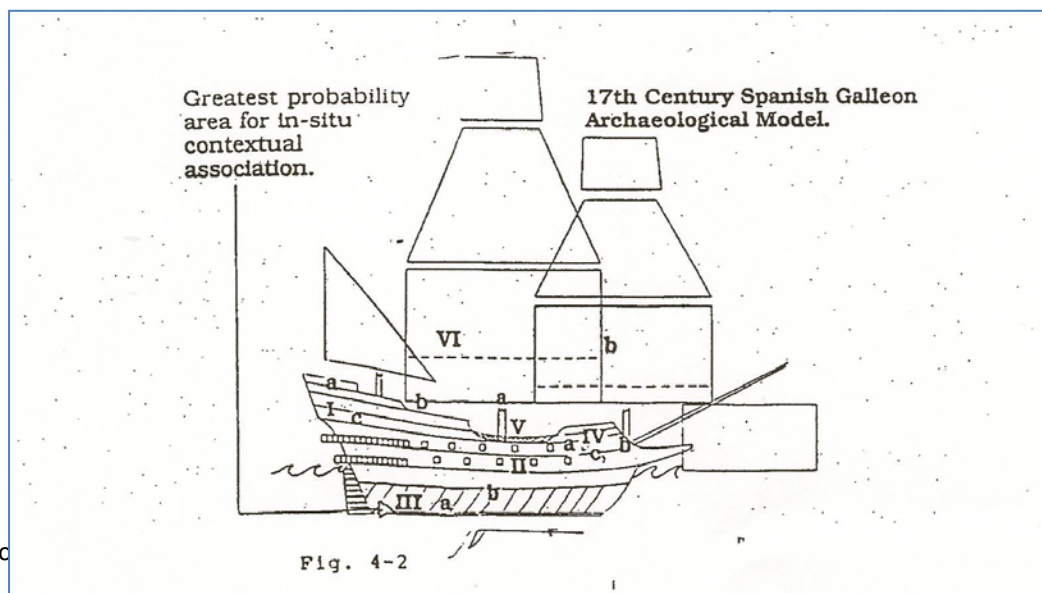 Greatest probability
area for in-situ
contextual
association.
17th Century Spanish Galleon
Archaeological Model.
VI
b
a
a
b
V
I
c
a
IV
b
c
II
b
III
a
Fig. 4-2